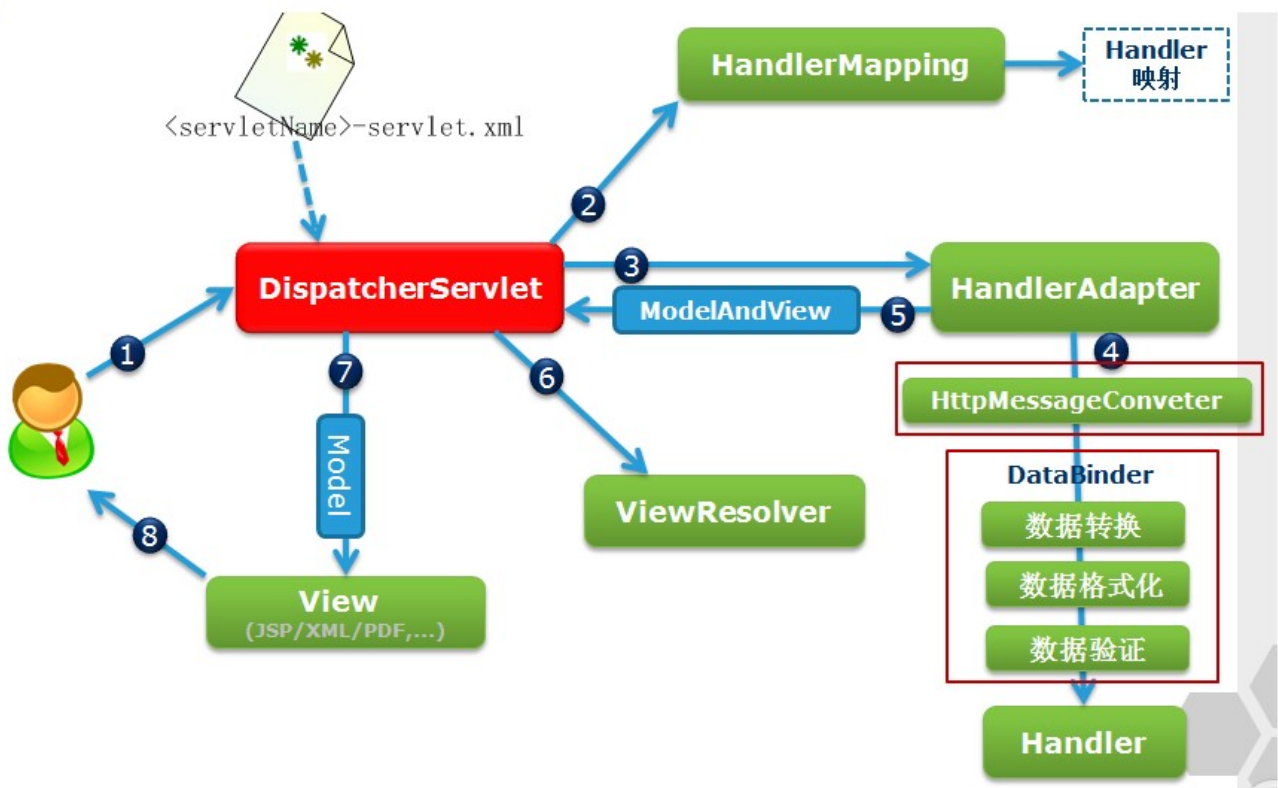 HandlerMapping
Handler
映射
<servletName>-servlet.xml
2
DispatcherServlet
3
HandlerAdapter
ModelAndView
5
1
7
6
4
HttpMessageConveter
Model
DataBinder
ViewResolver
数据转换
8
数据格式化
View
(JSP/XML/PDF,...)
数据验证
Handler